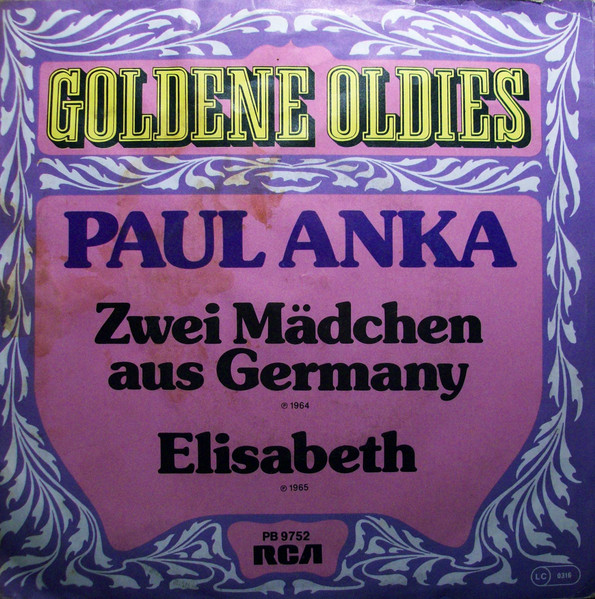 GOLDENE OLDIES
PAUL ANKA
Zwei Mädchen
aus Germany
℗ 1964
Elisabeth
℗ 1965
PB 9752
RCA
LC 0316